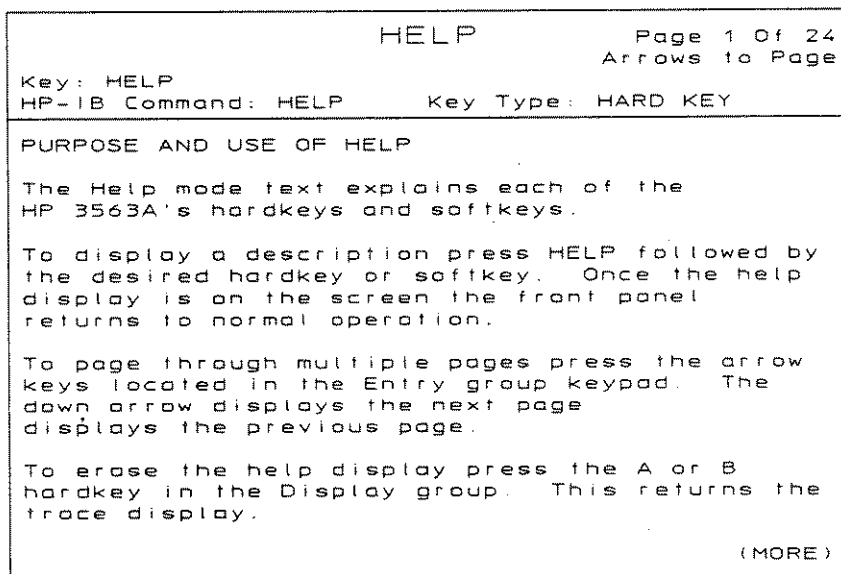 HELP Page 1 Of 24
Arrows to Page
Key: HELP
HP-IB Command: HELP Key Type: HARD KEY
PURPOSE AND USE OF HELP
The Help mode text explains each of the
HP 3563A's hardkeys and softkeys.
To display a description press HELP followed by
the desired hardkey or softkey. Once the help
display is on the screen the front panel
returns to normal operation.
To page through multiple pages press the arrow
keys located in the Entry group keypad. The
down arrow displays the next page
displays the previous page.
To erase the help display press the A or B
hardkey in the Display group. This returns the
trace display.
(MORE)